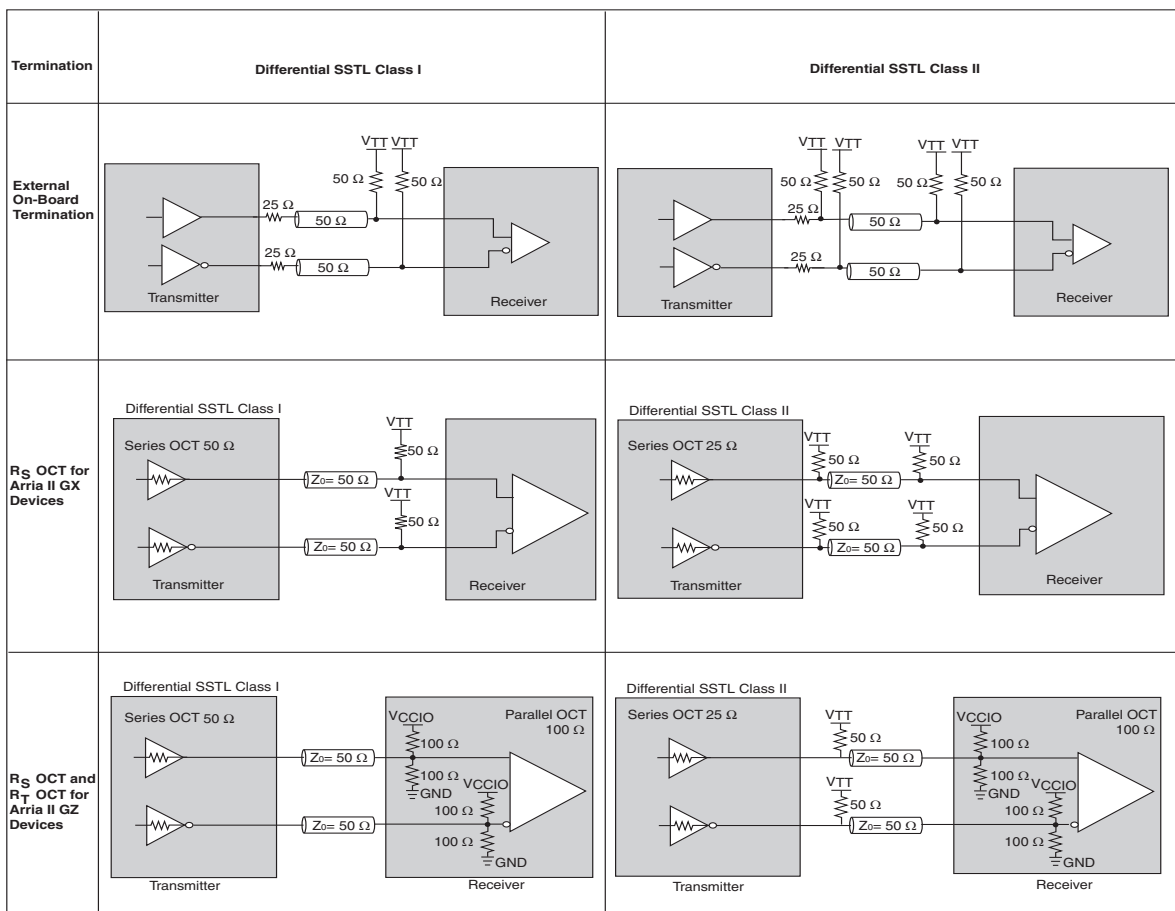 Termination
Differential SSTL Class I
Differential SSTL Class II
External
On-Board
Termination
VTT VTT
50 Ω 50 Ω
25 Ω
50 Ω
25 Ω
50 Ω
Transmitter
Receiver
VTT VTT
VTT VTT
50 Ω 50 Ω
50 Ω 50 Ω
25 Ω
50 Ω
25 Ω
50 Ω
Transmitter
Receiver
RS OCT for
Arria II GX
Devices
Differential SSTL Class I
Series OCT 50 Ω
VTT
50 Ω
Z0= 50 Ω
VTT
50 Ω
Z0= 50 Ω
Transmitter
Receiver
Differential SSTL Class II
Series OCT 25 Ω
VTT
50 Ω
VTT
50 Ω
Z0= 50 Ω
VTT
50 Ω
VTT
50 Ω
Z0= 50 Ω
Transmitter
Receiver
RS OCT and
RT OCT for
Arria II GZ
Devices
Differential SSTL Class I
Series OCT 50 Ω
Parallel OCT
100 Ω
VCCIO
100 Ω
Z0= 50 Ω
100 Ω
GND
VCCIO
100 Ω
Z0= 50 Ω
100 Ω
GND
Transmitter
Receiver
Differential SSTL Class II
Series OCT 25 Ω
Parallel OCT
100 Ω
VTT
50 Ω
VCCIO
100 Ω
Z0= 50 Ω
100 Ω
GND
VTT
50 Ω
VCCIO
100 Ω
Z0= 50 Ω
100 Ω
GND
Transmitter
Receiver